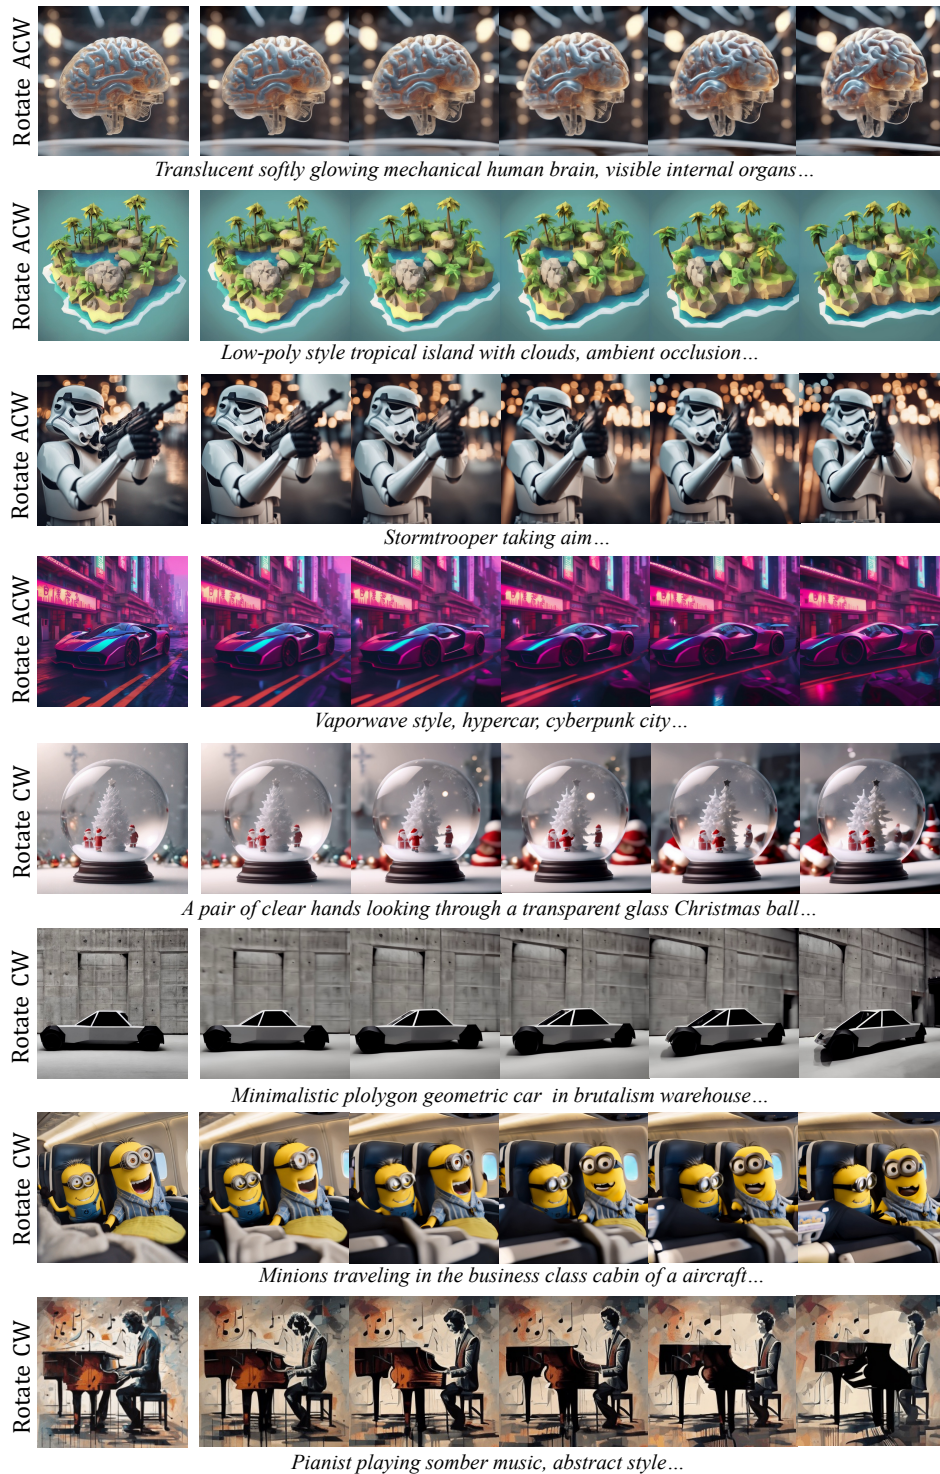 Rotate ACW
Translucent softly glowing mechanical human brain, visible internal organs…
Rotate ACW
Low-poly style tropical island with clouds, ambient occlusion…
Rotate ACW
Stormtrooper taking aim…
Rotate ACW
Vaporwave style, hypercar, cyberpunk city…
Rotate CW
A pair of clear hands looking through a transparent glass Christmas ball…
Rotate CW
Minimalistic plolygon geometric car in brutalism warehouse…
Rotate CW
Minions traveling in the business class cabin of a aircraft…
Rotate CW
Pianist playing somber music, abstract style…